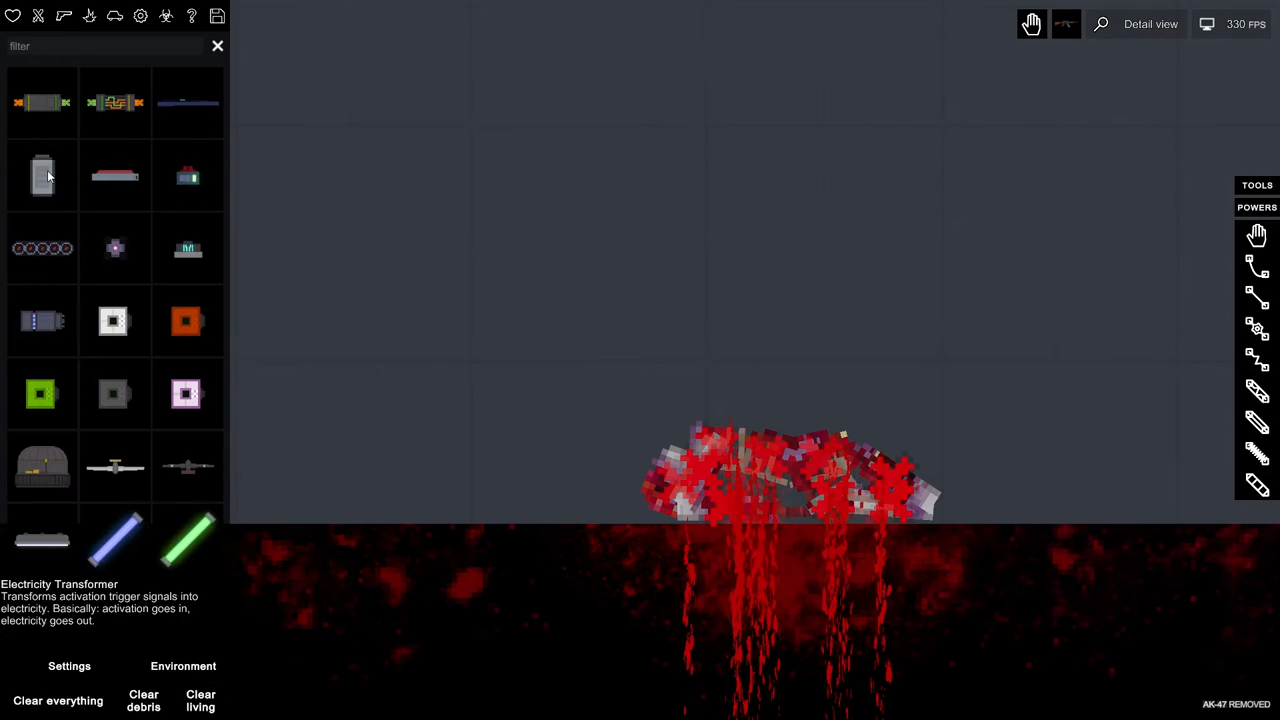 filter
Detail view
330 FPS
TOOLS
POWERS
Electricity Transformer
Transforms activation trigger signals into
electricity. Basically: activation goes in,
electricity goes out.
Settings
Environment
Clear everything
Clear
debris
Clear
living
AK-47 REMOVED